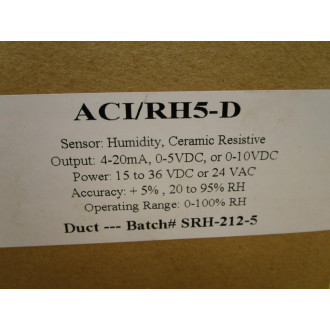 ACI/RH5-D
Sensor: Humidity, Ceramic Resistive
Output: 4-20mA, 0-5VDC, or 0-10VDC
Power: 15 to 36 VDC or 24 VAC
Accuracy: + 5% , 20 to 95% RH
Operating Range: 0-100% RH
Duct --- Batch# SRH-212-5